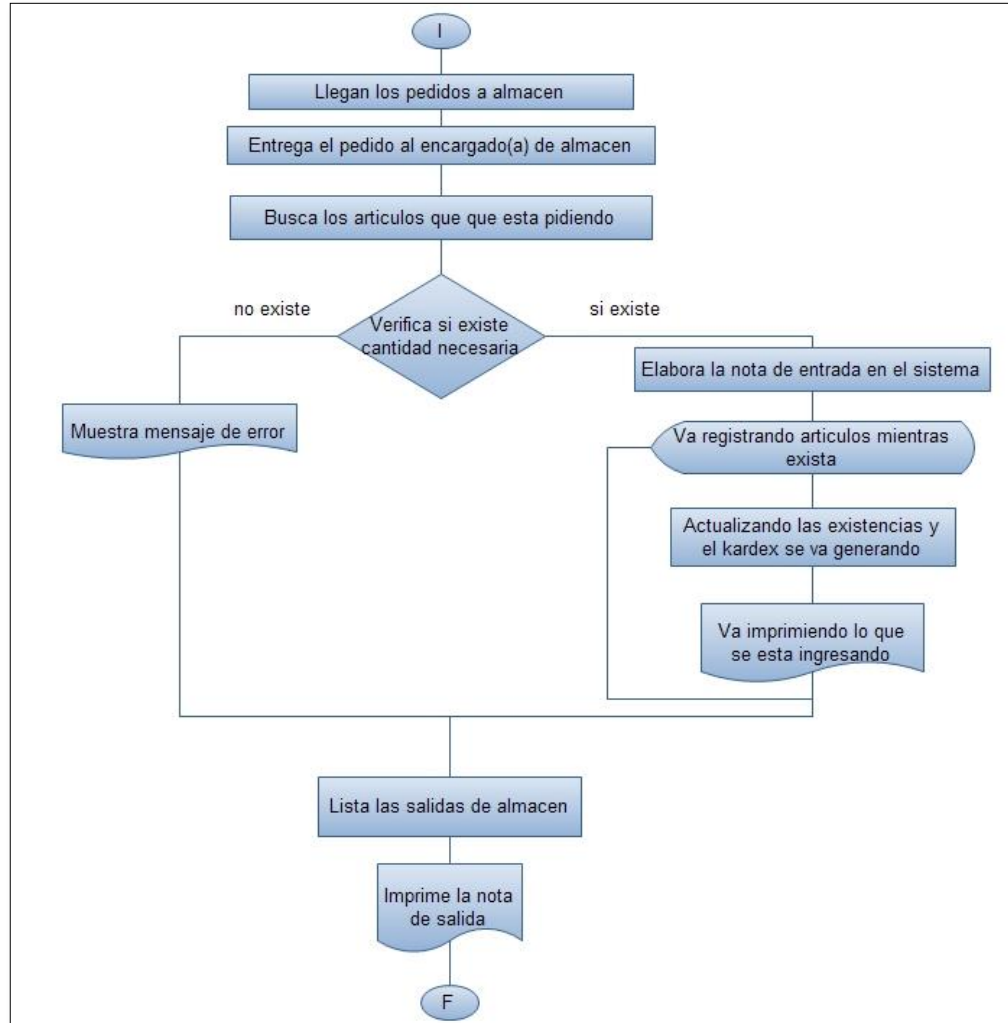 I
Llegan los pedidos a almacen
Entrega el pedido al encargado(a) de almacen
Busca los articulos que que esta pidiendo
no existe
Verifica si existe
cantidad necesaria
si existe
Elabora la nota de entrada en el sistema
Muestra mensaje de error
Va registrando articulos mientras
exista
Actualizando las existencias y
el kardex se va generando
Va imprimiendo lo que
se esta ingresando
Lista las salidas de almacen
Imprime la nota
de salida
F